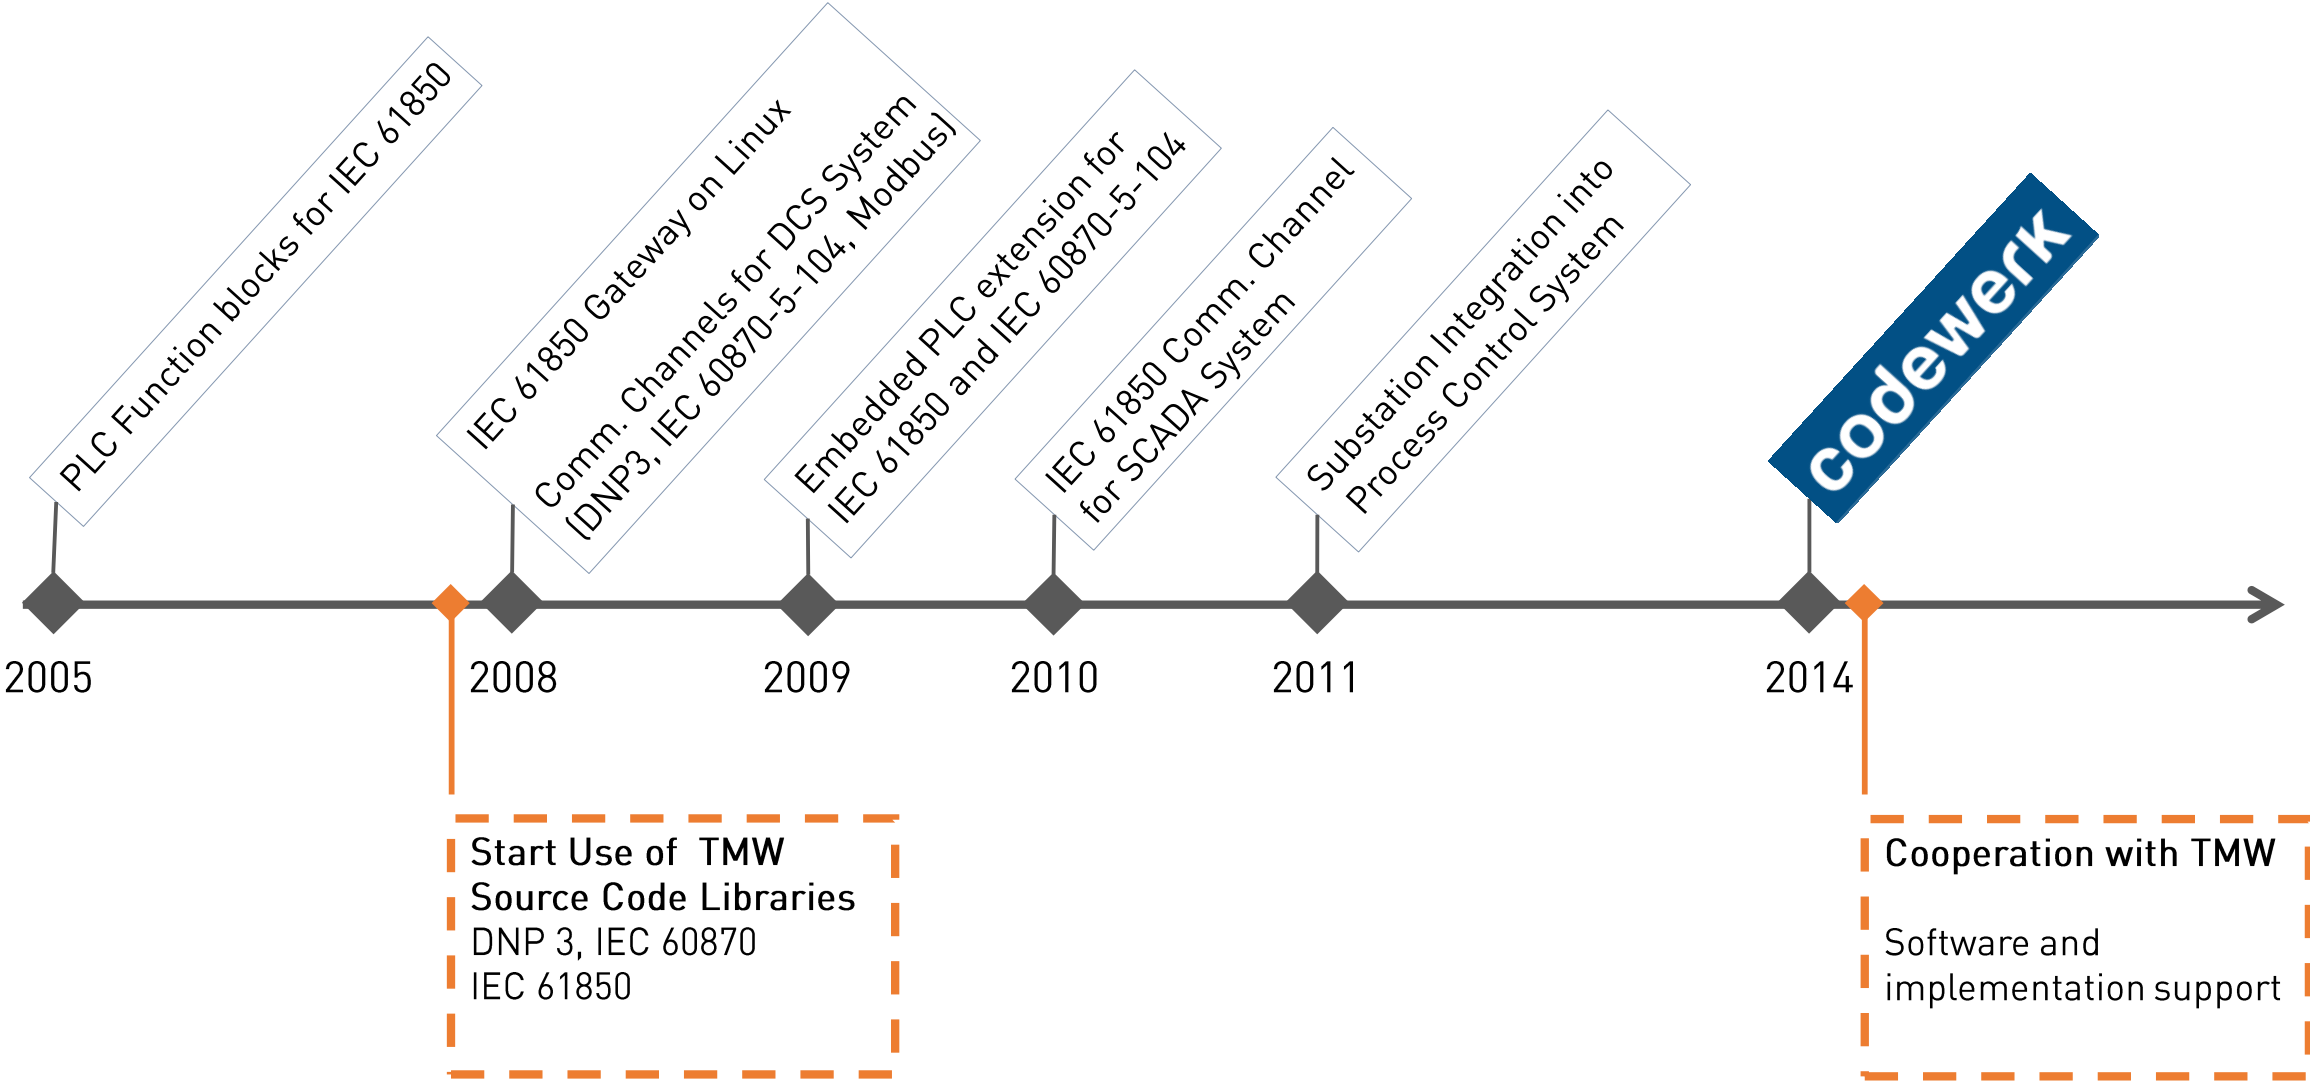 PLC Function blocks for IEC 61850
IEC 61850 Gateway on Linux
Comm. Channels for DCS System
(DNP3, IEC 60870-5-104, Modbus)
Embedded PLC extension for
IEC 61850 and IEC 60870-5-104
IEC 61850 Comm. Channel
for SCADA System
Substation Integration into
Process Control System
codewerk
2005
2008
2009
2010
2011
2014
Start Use of TMW
Source Code Libraries
DNP 3, IEC 60870
IEC 61850
Cooperation with TMW
Software and
implementation support